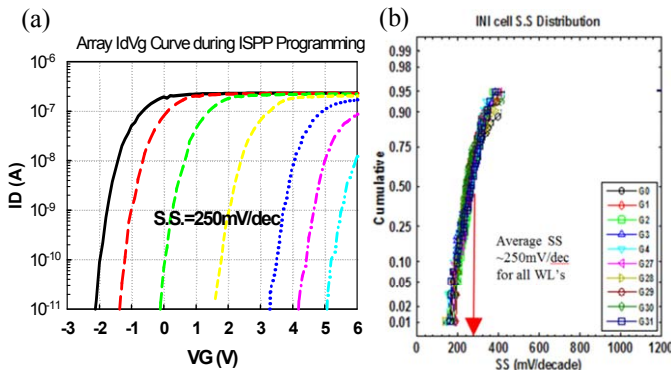 (a)
Array IdVg Curve during ISPP Programming
10-6
10-7
10-8
10-9
10-10
10-11
ID (A)
S.S.=250mV/dec
-3 -2 -1 0 1 2 3 4 5 6
VG (V)
(b)
INI cell S.S Distribution
0.99
0.98
0.90
0.75
0.50
0.25
0.10
0.05
0.02
0.01
Cumulative
Average SS
~250mV/dec
for all WL's
G0
G1
G2
G3
G4
G27
G28
G29
G30
G31
0 200 400 600 800 1000 1200
SS (mV/decade)